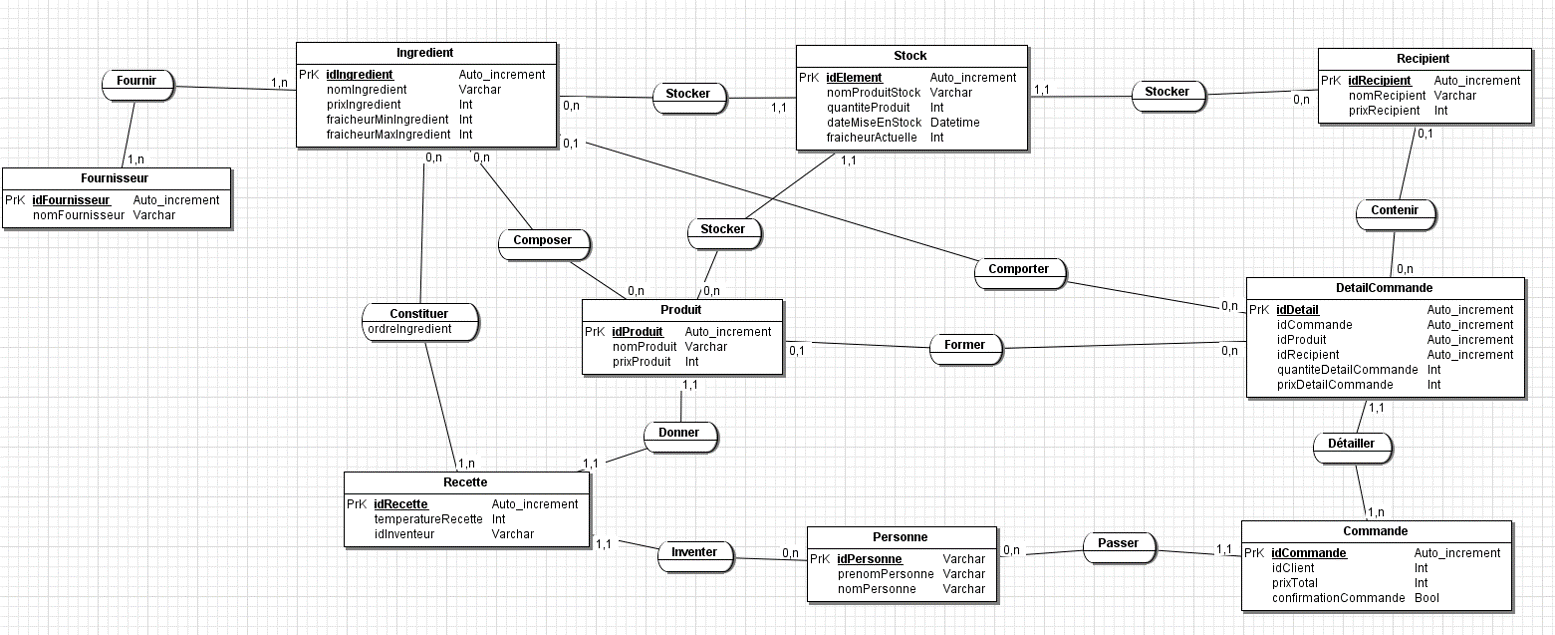 Ingredient
PrK idIngredient Auto_increment
nomIngredient Varchar
prixIngredient Int
fraicheurMinIngredient Int
fraicheurMaxIngredient Int
Stock
PrK idElement Auto_increment
nomProduitStock Varchar
quantiteProduit Int
dateMiseEnStock Datetime
fraicheurActuelle Int
Recipient
PrK idRecipient Auto_increment
nomRecipient Varchar
prixRecipient Int
Fournir
1,n
Stocker
0,n
1,1
Stocker
1,1
0,n
0,1
1,n
0,n
0,n
1,1
0,1
Fournisseur
PrK idFournisseur Auto_increment
nomFournisseur Varchar
Contenir
Composer
Stocker
Comporter
0,n
0,n
0,n
0,n
Constituer
ordreIngredient
Produit
PrK idProduit Auto_increment
nomProduit Varchar
prixProduit Int
DetailCommande
PrK idDetail Auto_increment
idCommande Auto_increment
idProduit Auto_increment
idRecipient Auto_increment
quantiteDetailCommande Int
prixDetailCommande Int
0,1
Former
0,n
1,1
1,1
Donner
Détailler
1,n
1,1
1,n
Recette
PrK idRecette Auto_increment
temperatureRecette Int
idInventeur Varchar
1,1
Inventer
0,n
Personne
PrK idPersonne Varchar
prenomPersonne Varchar
nomPersonne Varchar
0,n
Passer
1,1
Commande
PrK idCommande Auto_increment
idClient Int
prixTotal Int
confirmationCommande Bool